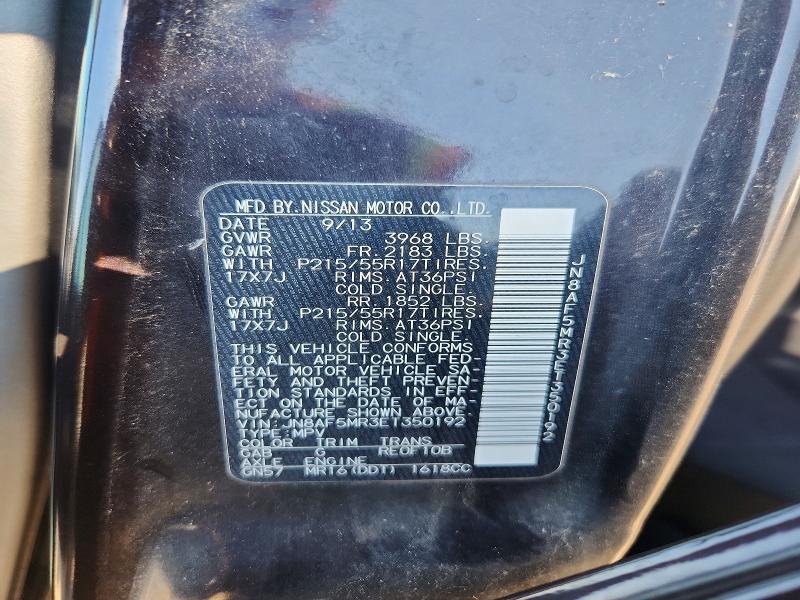 MFD BY.NISSAN MOTOR CO.,LTD.
DATE 9/13
GVWR 3968 LBS.
GAWR FR.2183 LBS.
WITH P215/55R17TIRES.
17X7J RIMS.AT36PSI
COLD SINGLE.
GAWR RR.1852 LBS.
WITH P215/55R17TIRES.
17X7J RIMS.AT36PSI
COLD SINGLE.
THIS VEHICLE CONFORMS
TO ALL APPLICABLE FED-
ERAL MOTOR VEHICLE SA-
FETY AND THEFT PREVEN-
TION STANDARDS IN EFF-
ECT ON THE DATE OF MA-
NUFACTURE SHOWN ABOVE.
VIN:JN8AF5MR3ET350192
TYPE:MPV
COLOR TRIM TRANS
GAB G RE0F10B
AXLE ENGINE
GN57 MR16(DDT) 1618CC
JN8AF5MR3ET350192